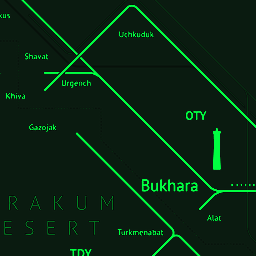 kus
Uchkuduk
Shavat
Urgench
Khiva
OTY
Gazojak
Bukhara
RAKUM
Alat
ESERT
Turkmenabat
TDY